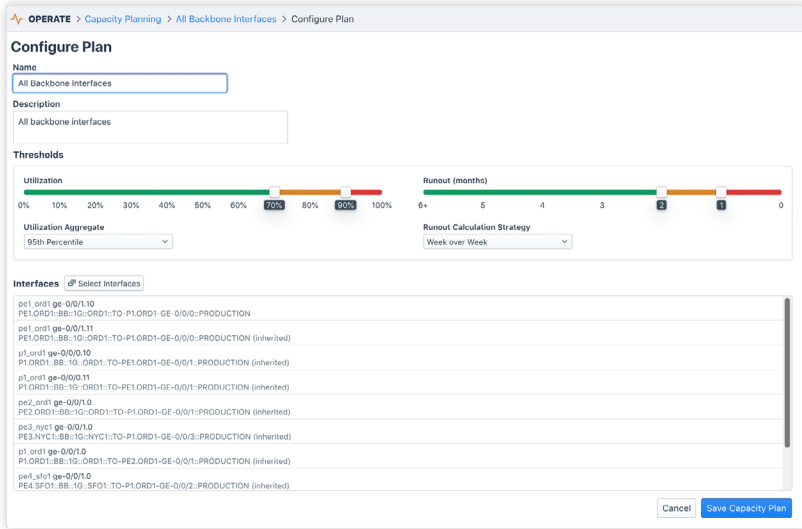 OPERATE > Capacity Planning > All Backbone Interfaces > Configure Plan
Configure Plan
Name
All Backbone Interfaces
Description
All backbone interfaces
Thresholds
Utilization
0% 10% 20% 30% 40% 50% 60% 70% 80% 90% 100%
Utilization Aggregate
95th Percentile
Runout (months)
6+ 5 4 3 2 1 0
Runout Calculation Strategy
Week over Week
Interfaces Select Interfaces
pe1_ord1 ge-0/0/1.10
PE1.ORD1::BB::1G::ORD1::TO-P1.ORD1-GE-0/0/0::PRODUCTION
pe1_ord1 ge-0/0/1.11
PE1.ORD1::BB::1G::ORD1::TO-P1.ORD1-GE-0/0/0::PRODUCTION (inherited)
p1_ord1 ge-0/0/0.10
P1.ORD1::BB::1G::ORD1::TO-PE1.ORD1-GE-0/0/1::PRODUCTION (inherited)
p1_ord1 ge-0/0/0.11
P1.ORD1::BB::1G::ORD1::TO-PE1.ORD1-GE-0/0/1::PRODUCTION (inherited)
pe2_ord1 ge-0/0/1.0
PE2.ORD1::BB::1G::ORD1::TO-P1.ORD1-GE-0/0/1::PRODUCTION (inherited)
pe3_nyc1 ge-0/0/1.0
PE3.NYC1::BB::1G::NYC1::TO-P1.ORD1-GE-0/0/3::PRODUCTION (inherited)
p1_ord1 ge-0/0/1.0
P1.ORD1::BB::1G::ORD1::TO-PE2.ORD1-GE-0/0/1::PRODUCTION (inherited)
pe4_sfo1 ge-0/0/1.0
PE4.SFO1::BB::1G::SFO1::TO-P1.ORD1-GE-0/0/2::PRODUCTION (inherited)
Cancel Save Capacity Plan